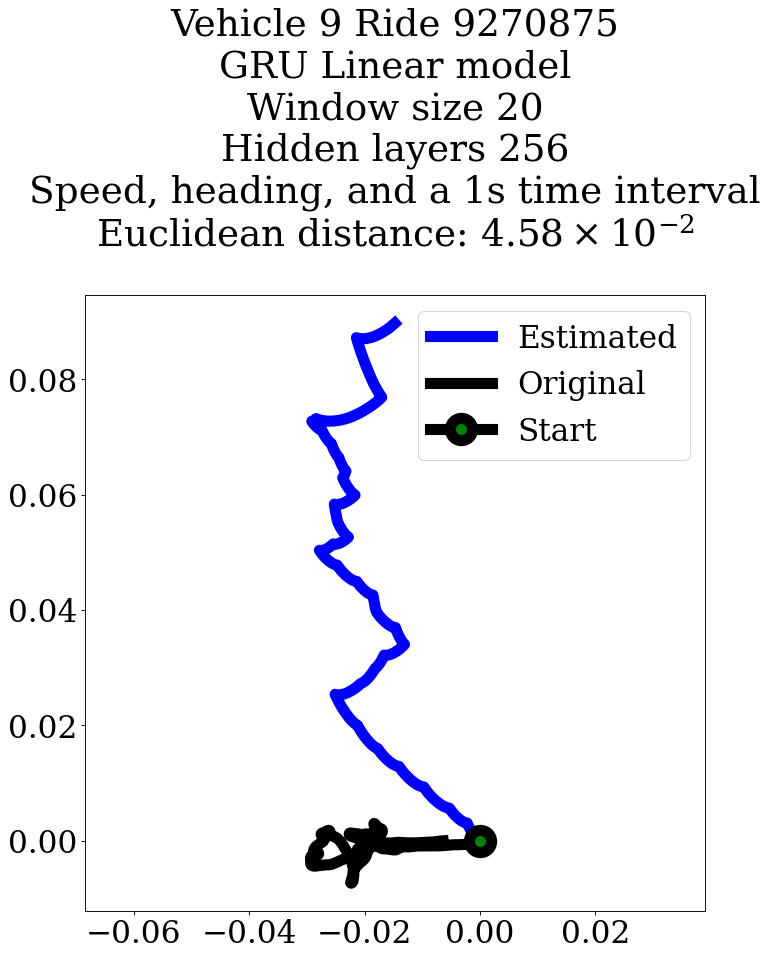 Vehicle 9 Ride 9270875
GRU Linear model
Window size 20
Hidden layers 256
Speed, heading, and a 1s time interval
Euclidean distance: 4.58 × 10⁻²
Estimated
Original
Start
0.08
0.06
0.04
0.02
0.00
−0.06 −0.04 −0.02 0.00 0.02